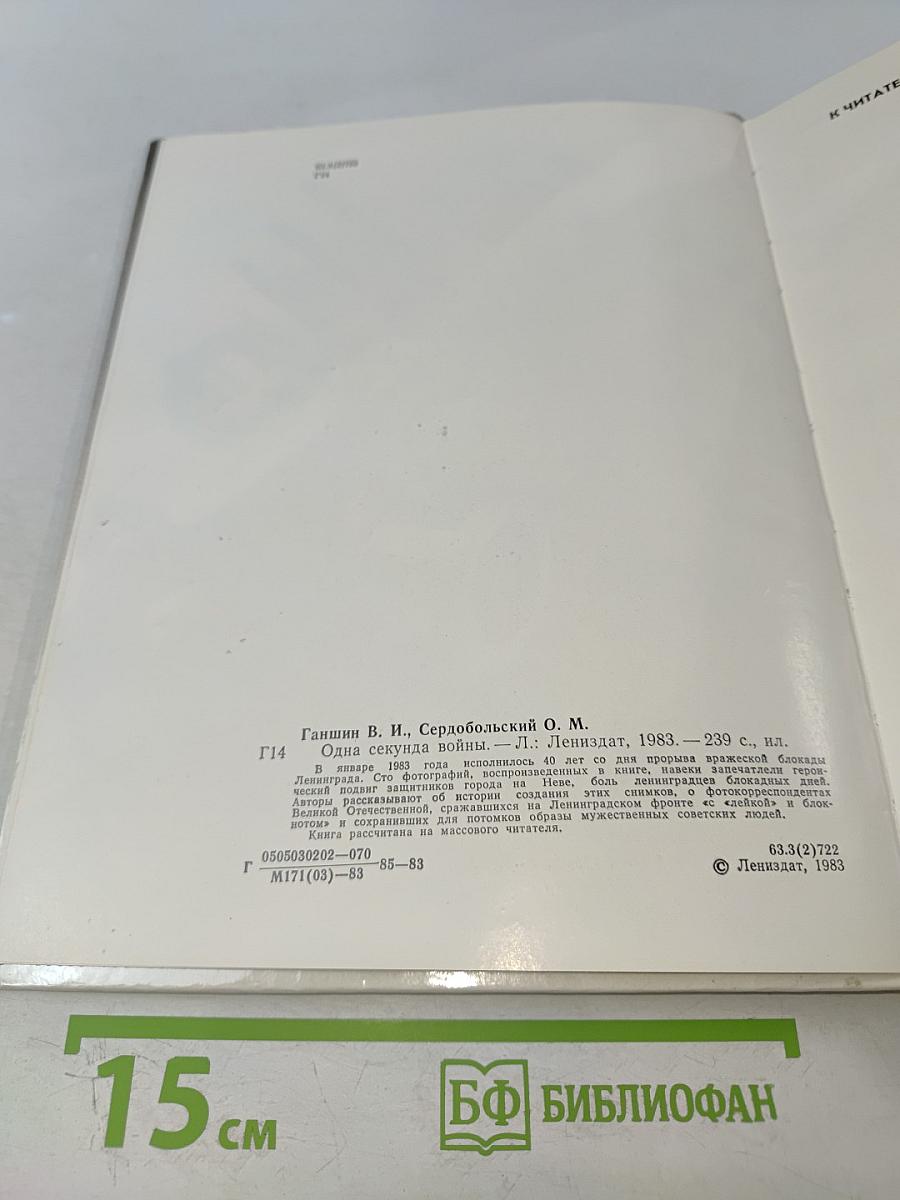 К ЧИТАТЕ
Ганшин В. И., Сердобольский О. М.
Г14
Одна секунда войны. — Л.: Лениздат, 1983. — 239 с., ил.
В январе 1983 года исполнилось 40 лет со дня прорыва вражеской блокады
Ленинграда. Сто фотографий, воспроизведенных в книге, навеки запечатлели герои-
ческий подвиг защитников города на Неве, боль ленинградцев блокадных дней.
Авторы рассказывают об истории создания этих снимков, о фотокорреспондентах
Великой Отечественной, сражавшихся на Ленинградском фронте «с «лейкой» и блок-
нотом» и сохранивших для потомков образы мужественных советских людей.
Книга рассчитана на массового читателя.
Г 0505030202—070
М171(03)—83
85—83
63.3(2)722
© Лениздат, 1983
15 см
БФ БИБЛИОФАН